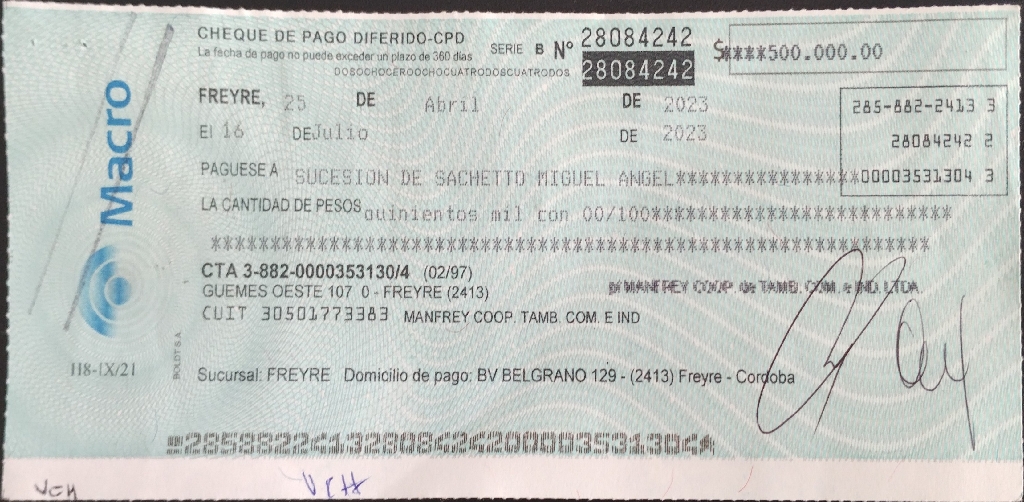 CHEQUE DE PAGO DIFERIDO-CPD SERIE B Nº 28084242 $****500.000.00
La fecha de pago no puede exceder un plazo de 360 días
DOSOCHOCEROOCHOCUATRODOSCUATRODOS 28084242
FREYRE, 25 DE Abril DE 2023
285-882-2413 3
El 16 DE Julio DE 2023
28084242 2
PAGUESE A SUCESION DE SACHETTO MIGUEL ANGEL****************00003531304 3
LA CANTIDAD DE PESOS quinientos mil con 00/100**************************
*************************************************************
CTA 3-882-0000353130/4 (02/97)
GUEMES OESTE 107 0 - FREYRE (2413)
p/ MANFREY COOP. de TAMB. COM. e IND. LTDA.
CUIT 30501773383 MANFREY COOP. TAMB. COM. E IND
Sucursal: FREYRE Domicilio de pago: BV BELGRANO 129 - (2413) Freyre - Cordoba
Macro
H8-IX/21
BOLDT S.A.
285988224132808424200003531304
VCH VCH